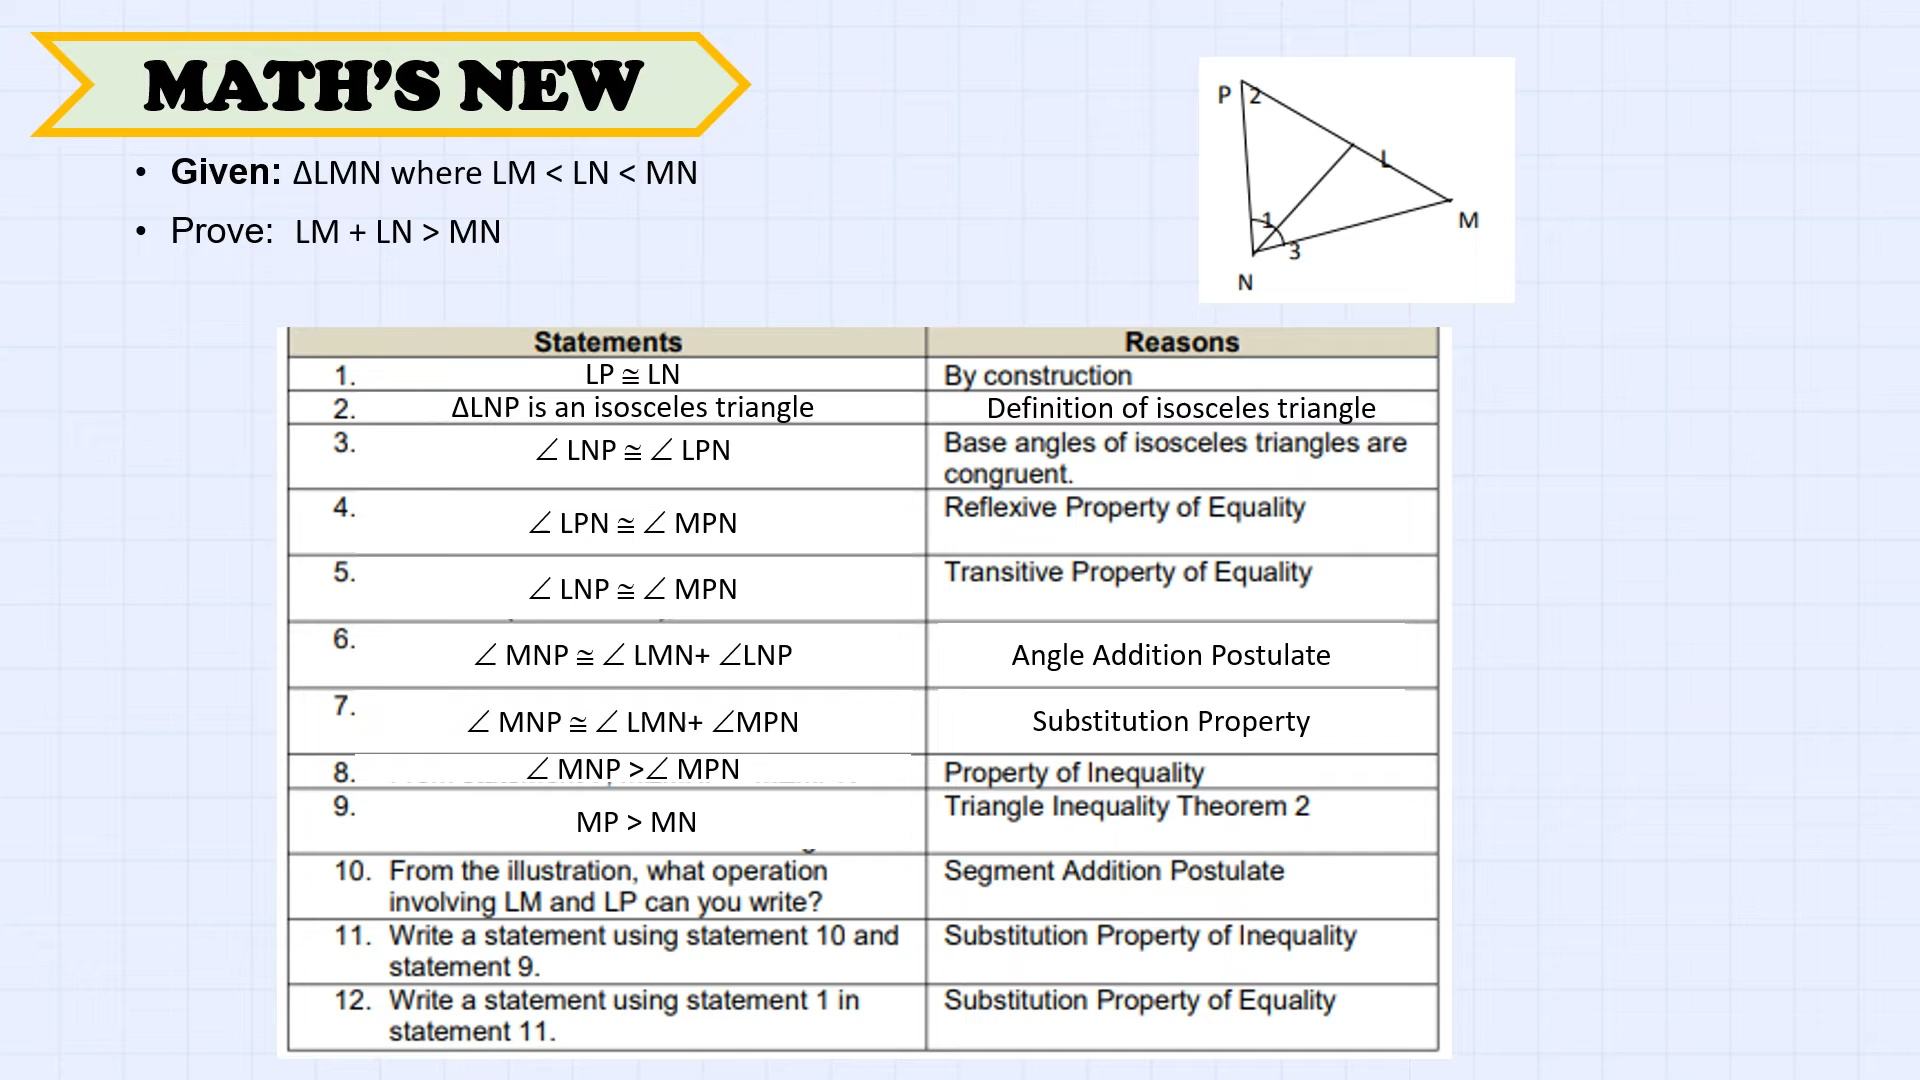 MATH'S NEW
• Given: ΔLMN where LM < LN < MN
• Prove: LM + LN > MN
P 2
L
1
M
3
N
Statements Reasons
1. LP ≅ LN By construction
2. ΔLNP is an isosceles triangle Definition of isosceles triangle
3. ∠ LNP ≅ ∠ LPN Base angles of isosceles triangles are
congruent.
4. ∠ LPN ≅ ∠ MPN Reflexive Property of Equality
5. ∠ LNP ≅ ∠ MPN Transitive Property of Equality
6. ∠ MNP ≅ ∠ LMN+ ∠LNP Angle Addition Postulate
7. ∠ MNP ≅ ∠ LMN+ ∠MPN Substitution Property
8. ∠ MNP >∠ MPN Property of Inequality
9. MP > MN Triangle Inequality Theorem 2
10. From the illustration, what operation Segment Addition Postulate
involving LM and LP can you write?
11. Write a statement using statement 10 and Substitution Property of Inequality
statement 9.
12. Write a statement using statement 1 in Substitution Property of Equality
statement 11.